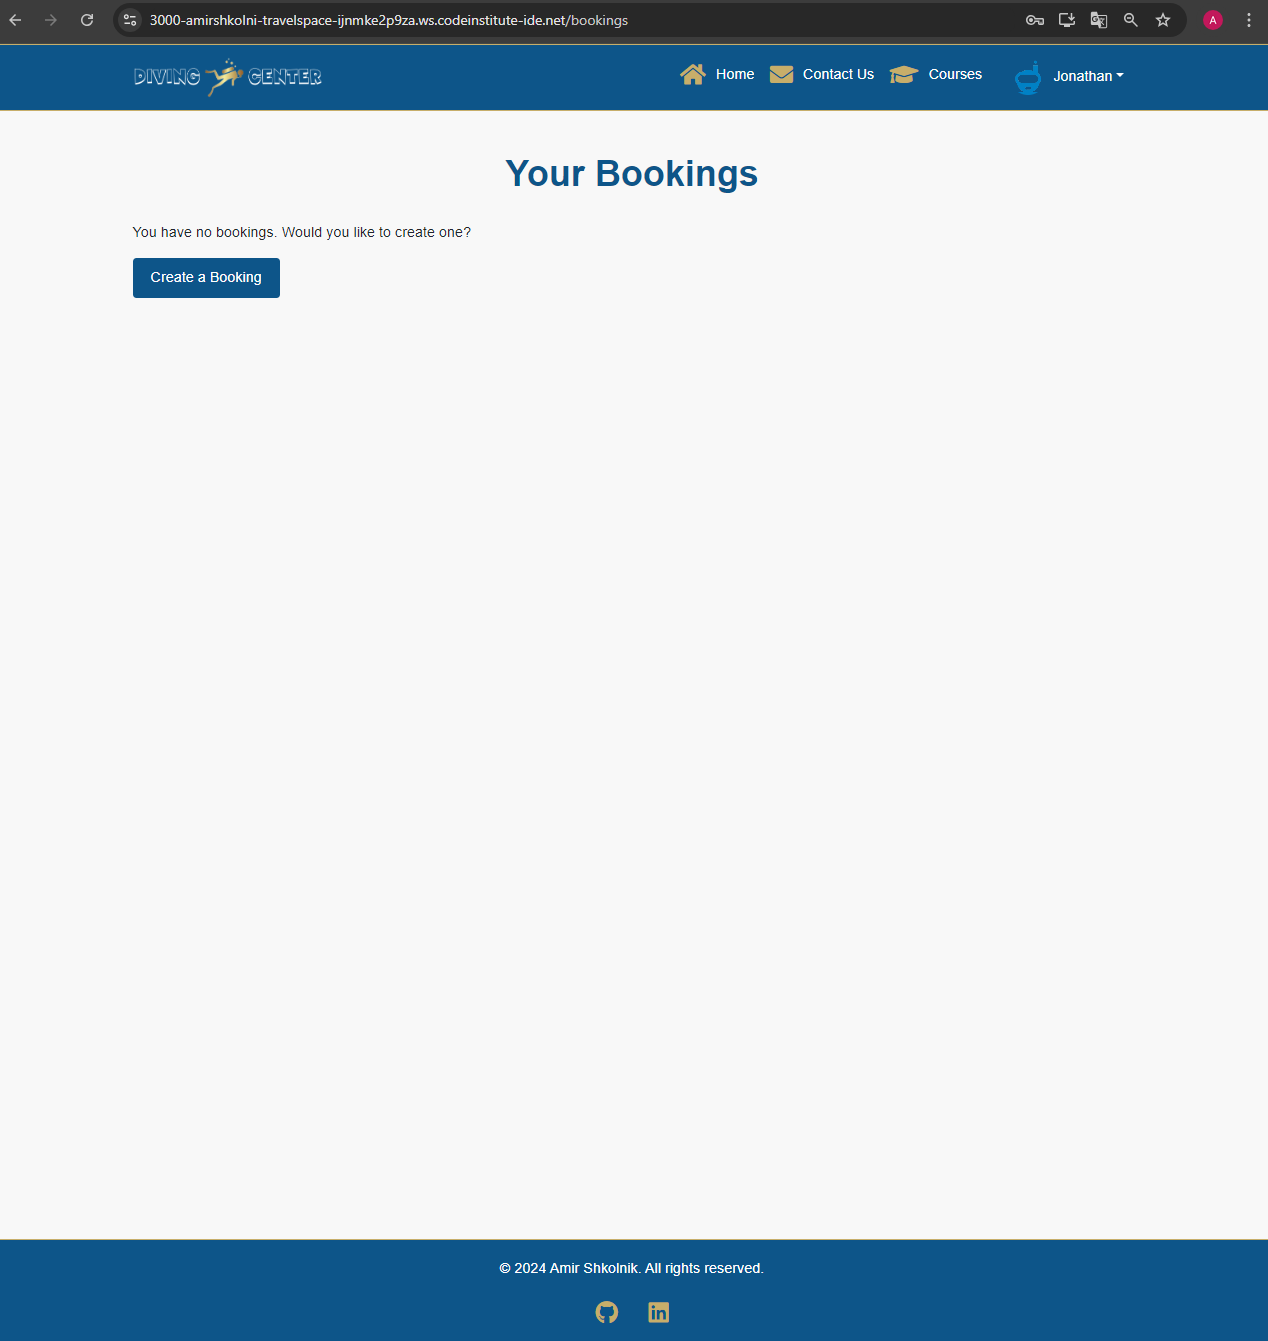 3000-amirshkolni-travelspace-ijnmke2p9za.ws.codeinstitute-ide.net/bookings
A
DIVING CENTER
Home
Contact Us
Courses
Jonathan
Your Bookings
You have no bookings. Would you like to create one?
Create a Booking
© 2024 Amir Shkolnik. All rights reserved.